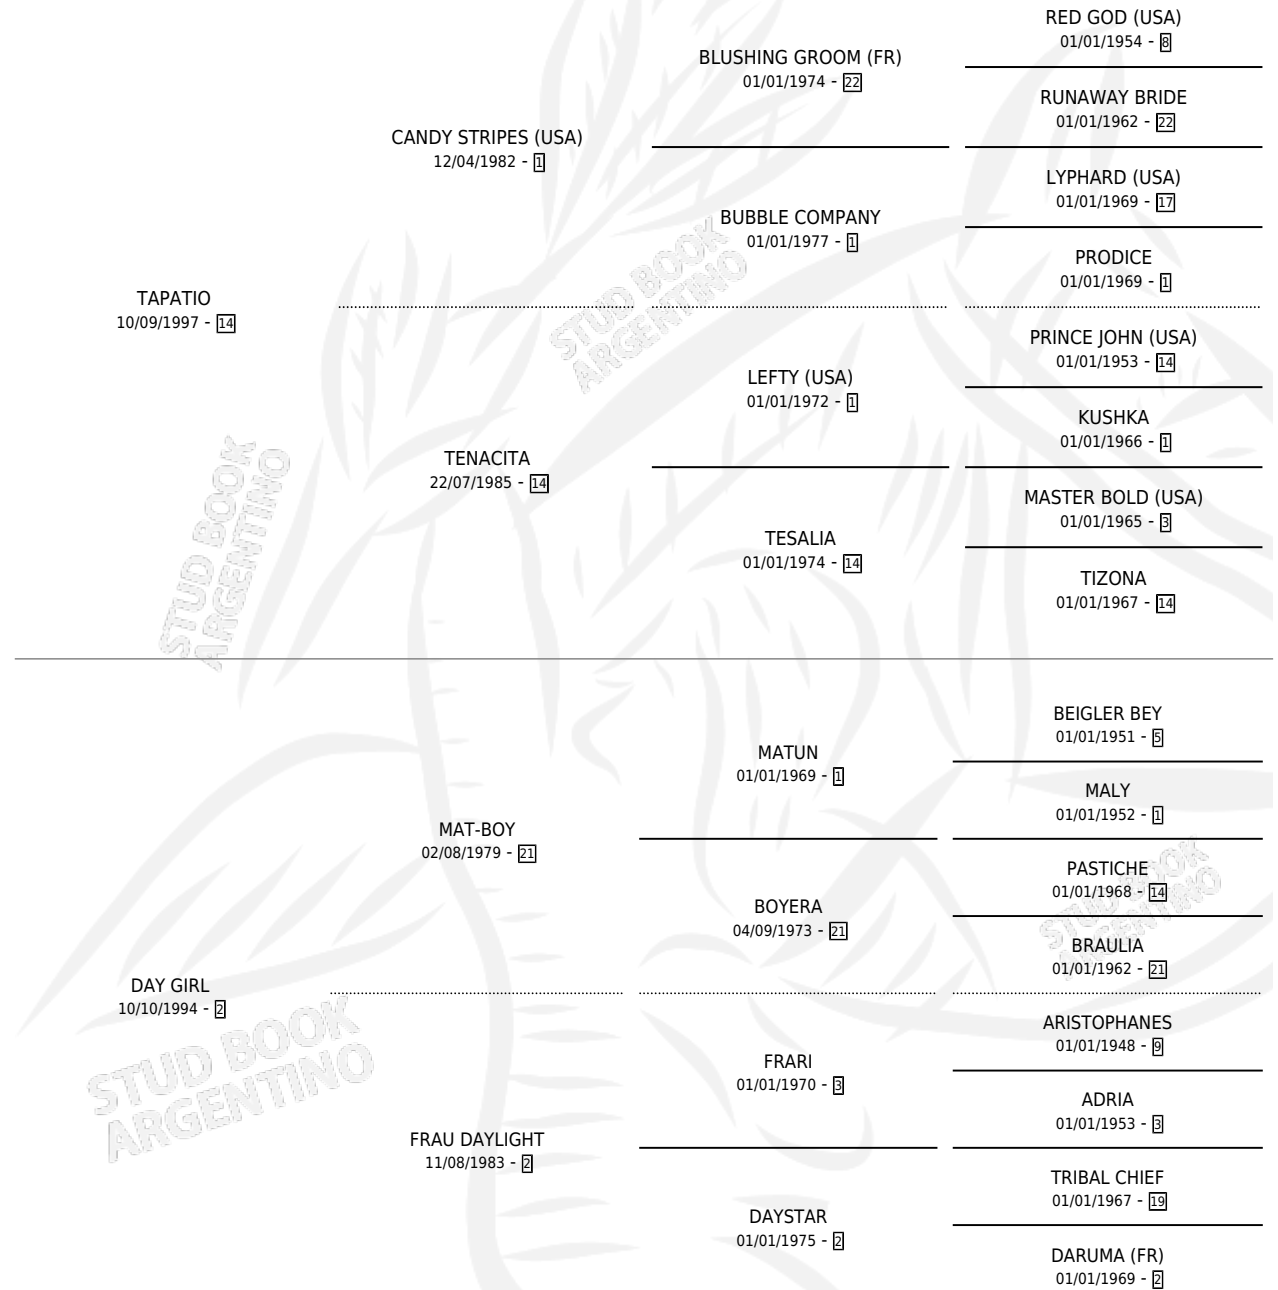 RED GOD (USA)
01/01/1954 - 8
BLUSHING GROOM (FR)
01/01/1974 - 22
RUNAWAY BRIDE
01/01/1962 - 22
CANDY STRIPES (USA)
12/04/1982 - 1
LYPHARD (USA)
01/01/1969 - 17
BUBBLE COMPANY
01/01/1977 - 1
PRODICE
01/01/1969 - 1
TAPATIO
10/09/1997 - 14
STUD BOOK
ARGENTINO
PRINCE JOHN (USA)
01/01/1953 - 14
LEFTY (USA)
01/01/1972 - 1
KUSHKA
01/01/1966 - 1
TENACITA
22/07/1985 - 14
MASTER BOLD (USA)
01/01/1965 - 3
TESALIA
01/01/1974 - 14
TIZONA
01/01/1967 - 14
STUD BOOK
ARGENTINO
BEIGLER BEY
01/01/1951 - 5
MATUN
01/01/1969 - 1
MALY
01/01/1952 - 1
MAT-BOY
02/08/1979 - 21
PASTICHE
01/01/1968 - 14
BOYERA
04/09/1973 - 21
BRAULIA
01/01/1962 - 21
STUD BOOK
ARGENTINO
DAY GIRL
10/10/1994 - 2
ARISTOPHANES
01/01/1948 - 9
FRARI
01/01/1970 - 3
ADRIA
01/01/1953 - 3
STUD BOOK
ARGENTINO
FRAU DAYLIGHT
11/08/1983 - 2
TRIBAL CHIEF
01/01/1967 - 19
DAYSTAR
01/01/1975 - 2
DARUMA (FR)
01/01/1969 - 2